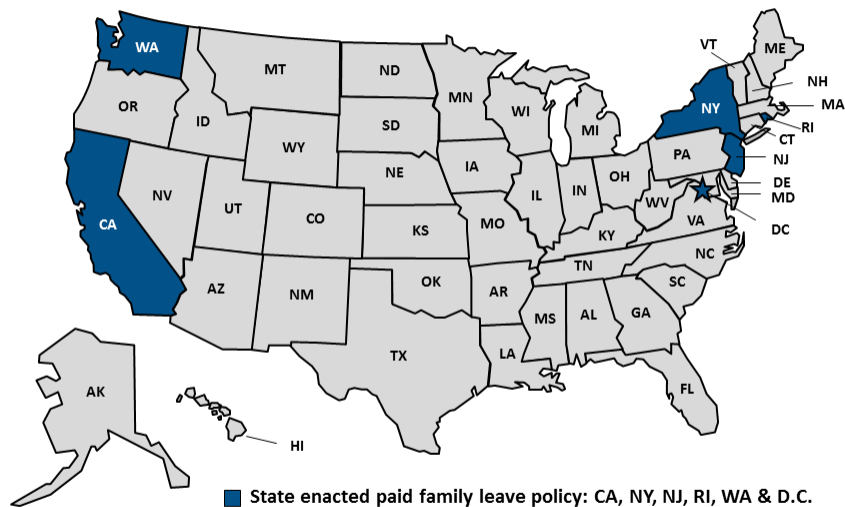 WA
MT
ND
MN
VT
ME
OR
ID
SD
WI
MI
NY
NH
MA
RI
CT
WY
NE
IA
PA
NJ
NV
UT
CO
KS
MO
IL
IN
OH
WV
DE
MD
DC
CA
KY
VA
AZ
NM
OK
AR
TN
NC
SC
TX
LA
MS
AL
GA
FL
AK
HI
State enacted paid family leave policy: CA, NY, NJ, RI, WA & D.C.